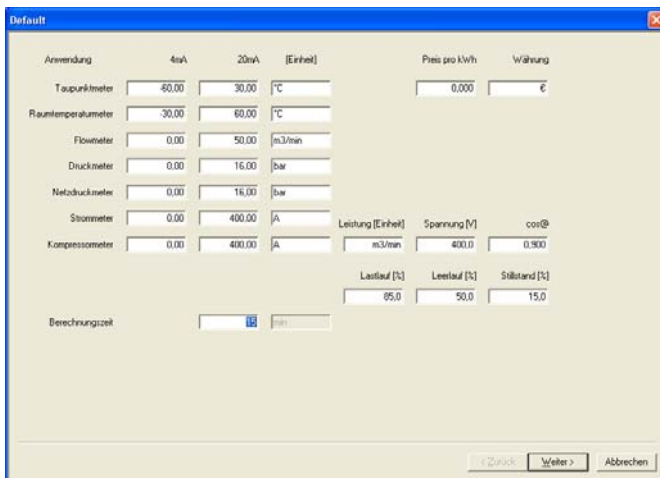 Default
Anwendung 4mA 20mA [Einheit] Preis pro kWh Währung
Taupunktmeter -60,00 30,00 °C 0,000 €
Raumtemperaturmeter -30,00 60,00 °C
Flowmeter 0,00 50,00 m3/min
Druckmeter 0,00 16,00 bar
Netzdruckmeter 0,00 16,00 bar
Strommeter 0,00 400,00 A Leistung [Einheit] Spannung [V] cos@
Kompressormeter 0,00 400,00 A m3/min 400,0 0,900
Lastlauf [%] Leerlauf [%] Stillstand [%]
85,0 50,0 15,0
Berechnungszeit 15 min
< Zurück Weiter > Abbrechen